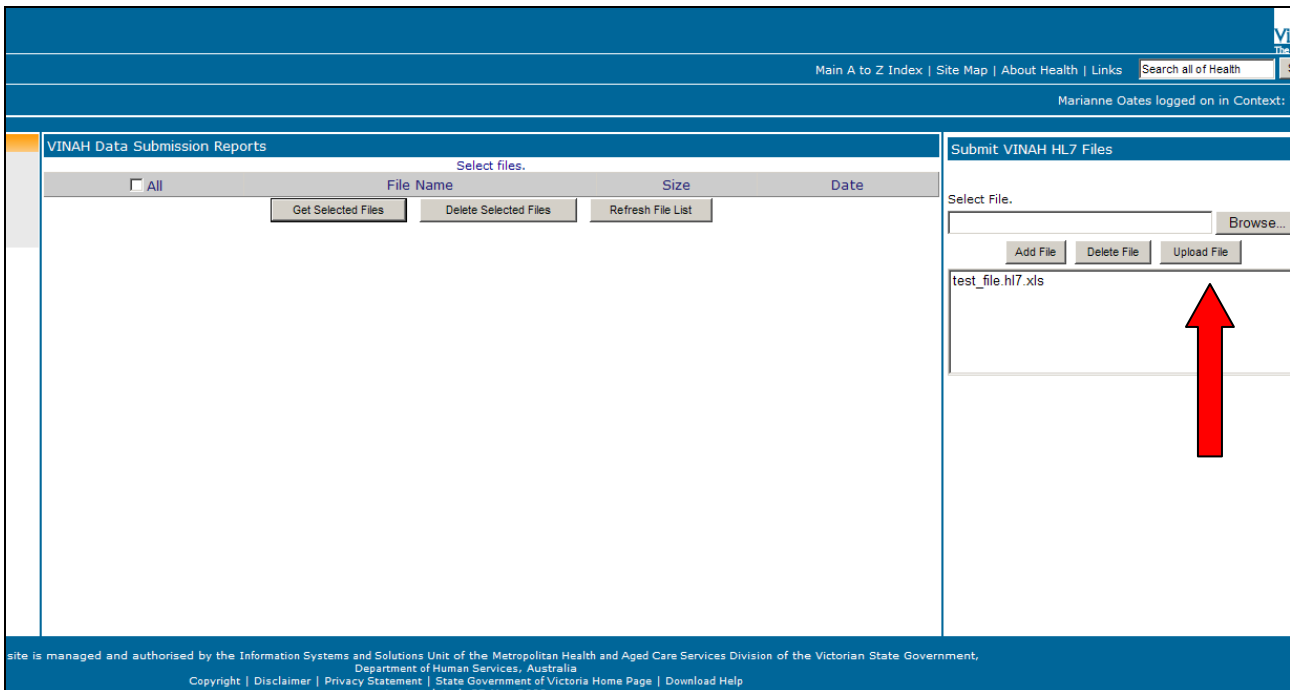 Vi
The
Main A to Z Index | Site Map | About Health | Links
Search all of Health
Marianne Oates logged on in Context:
VINAH Data Submission Reports
Select files.
All File Name Size Date
Get Selected Files Delete Selected Files Refresh File List
Submit VINAH HL7 Files
Select File.
Browse...
Add File Delete File Upload File
test_file.hl7.xls
site is managed and authorised by the Information Systems and Solutions Unit of the Metropolitan Health and Aged Care Services Division of the Victorian State Government,
Department of Human Services, Australia
Copyright | Disclaimer | Privacy Statement | State Government of Victoria Home Page | Download Help